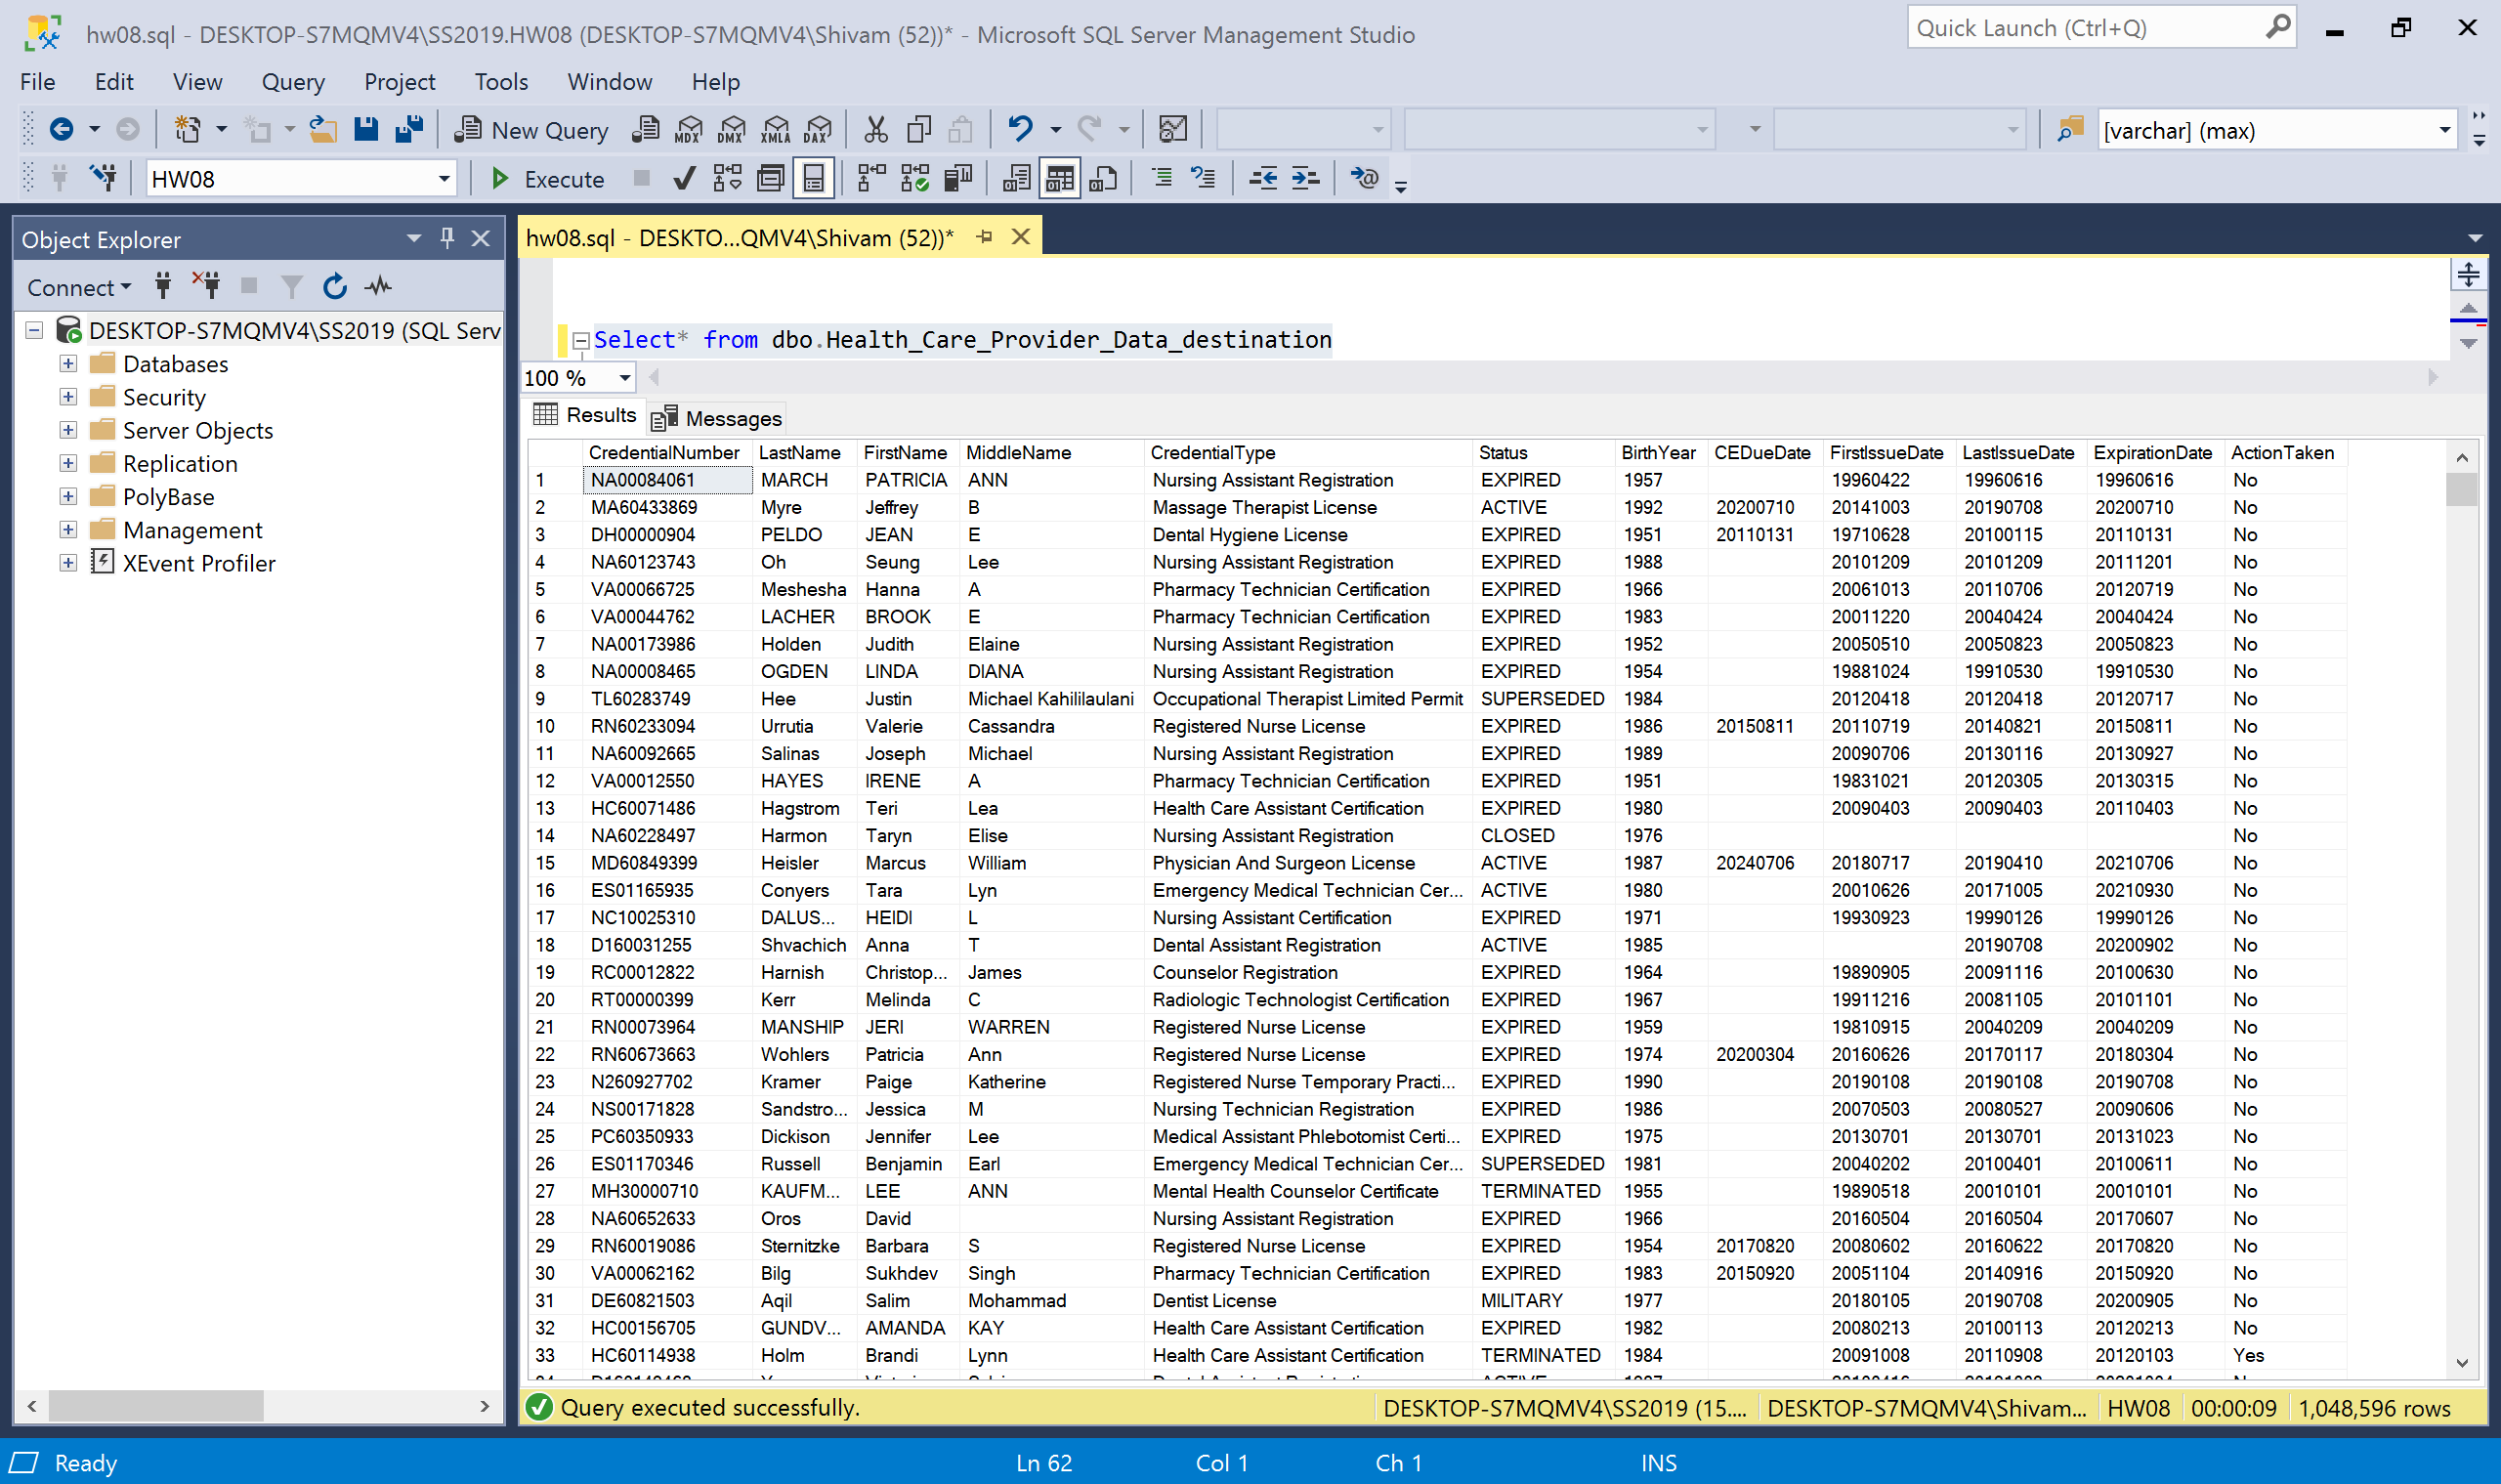 hw08.sql - DESKTOP-S7MQMV4\SS2019.HW08 (DESKTOP-S7MQMV4\Shivam (52))* - Microsoft SQL Server Management Studio
Quick Launch (Ctrl+Q)
File Edit View Query Project Tools Window Help
New Query MDX DMX XMLA DAX [varchar] (max)
HW08 Execute
Object Explorer
Connect
DESKTOP-S7MQMV4\SS2019 (SQL Serv
Databases
Security
Server Objects
Replication
PolyBase
Management
XEvent Profiler
hw08.sql - DESKTO...QMV4\Shivam (52))*
Select* from dbo.Health_Care_Provider_Data_destination
100 %
Results Messages
CredentialNumber LastName FirstName MiddleName CredentialType Status BirthYear CEDueDate FirstIssueDate LastIssueDate ExpirationDate ActionTaken
1 NA00084061 MARCH PATRICIA ANN Nursing Assistant Registration EXPIRED 1957 19960422 19960616 19960616 No
2 MA60433869 Myre Jeffrey B Massage Therapist License ACTIVE 1992 20200710 20141003 20190708 20200710 No
3 DH00000904 PELDO JEAN E Dental Hygiene License EXPIRED 1951 20110131 19710628 20100115 20110131 No
4 NA60123743 Oh Seung Lee Nursing Assistant Registration EXPIRED 1988 20101209 20101209 20111201 No
5 VA00066725 Meshesha Hanna A Pharmacy Technician Certification EXPIRED 1966 20061013 20110706 20120719 No
6 VA00044762 LACHER BROOK E Pharmacy Technician Certification EXPIRED 1983 20011220 20040424 20040424 No
7 NA00173986 Holden Judith Elaine Nursing Assistant Registration EXPIRED 1952 20050510 20050823 20050823 No
8 NA00008465 OGDEN LINDA DIANA Nursing Assistant Registration EXPIRED 1954 19881024 19910530 19910530 No
9 TL60283749 Hee Justin Michael Kahililaulani Occupational Therapist Limited Permit SUPERSEDED 1984 20120418 20120418 20120717 No
10 RN60233094 Urrutia Valerie Cassandra Registered Nurse License EXPIRED 1986 20150811 20110719 20140821 20150811 No
11 NA60092665 Salinas Joseph Michael Nursing Assistant Registration EXPIRED 1989 20090706 20130116 20130927 No
12 VA00012550 HAYES IRENE A Pharmacy Technician Certification EXPIRED 1951 19831021 20120305 20130315 No
13 HC60071486 Hagstrom Teri Lea Health Care Assistant Certification EXPIRED 1980 20090403 20090403 20110403 No
14 NA60228497 Harmon Taryn Elise Nursing Assistant Registration CLOSED 1976 No
15 MD60849399 Heisler Marcus William Physician And Surgeon License ACTIVE 1987 20240706 20180717 20190410 20210706 No
16 ES01165935 Conyers Tara Lyn Emergency Medical Technician Cer... ACTIVE 1980 20010626 20171005 20210930 No
17 NC10025310 DALUS... HEIDI L Nursing Assistant Certification EXPIRED 1971 19930923 19990126 19990126 No
18 D160031255 Shvachich Anna T Dental Assistant Registration ACTIVE 1985 20190708 20200902 No
19 RC00012822 Harnish Christop... James Counselor Registration EXPIRED 1964 19890905 20091116 20100630 No
20 RT00000399 Kerr Melinda C Radiologic Technologist Certification EXPIRED 1967 19911216 20081105 20101101 No
21 RN00073964 MANSHIP JERI WARREN Registered Nurse License EXPIRED 1959 19810915 20040209 20040209 No
22 RN60673663 Wohlers Patricia Ann Registered Nurse License EXPIRED 1974 20200304 20160626 20170117 20180304 No
23 N260927702 Kramer Paige Katherine Registered Nurse Temporary Practi... EXPIRED 1990 20190108 20190108 20190708 No
24 NS00171828 Sandstro... Jessica M Nursing Technician Registration EXPIRED 1986 20070503 20080527 20090606 No
25 PC60350933 Dickison Jennifer Lee Medical Assistant Phlebotomist Certi... EXPIRED 1975 20130701 20130701 20131023 No
26 ES01170346 Russell Benjamin Earl Emergency Medical Technician Cer... SUPERSEDED 1981 20040202 20100401 20100611 No
27 MH30000710 KAUFM... LEE ANN Mental Health Counselor Certificate TERMINATED 1955 19890518 20010101 20010101 No
28 NA60652633 Oros David Nursing Assistant Registration EXPIRED 1966 20160504 20160504 20170607 No
29 RN60019086 Sternitzke Barbara S Registered Nurse License EXPIRED 1954 20170820 20080602 20160622 20170820 No
30 VA00062162 Bilg Sukhdev Singh Pharmacy Technician Certification EXPIRED 1983 20150920 20051104 20140916 20150920 No
31 DE60821503 Aqil Salim Mohammad Dentist License MILITARY 1977 20180105 20190708 20200905 No
32 HC00156705 GUNDV... AMANDA KAY Health Care Assistant Certification EXPIRED 1982 20080213 20100113 20120213 No
33 HC60114938 Holm Brandi Lynn Health Care Assistant Certification TERMINATED 1984 20091008 20110908 20120103 Yes
Query executed successfully. DESKTOP-S7MQMV4\SS2019 (15.... DESKTOP-S7MQMV4\Shivam... HW08 00:00:09 1,048,596 rows
Ready Ln 62 Col 1 Ch 1 INS